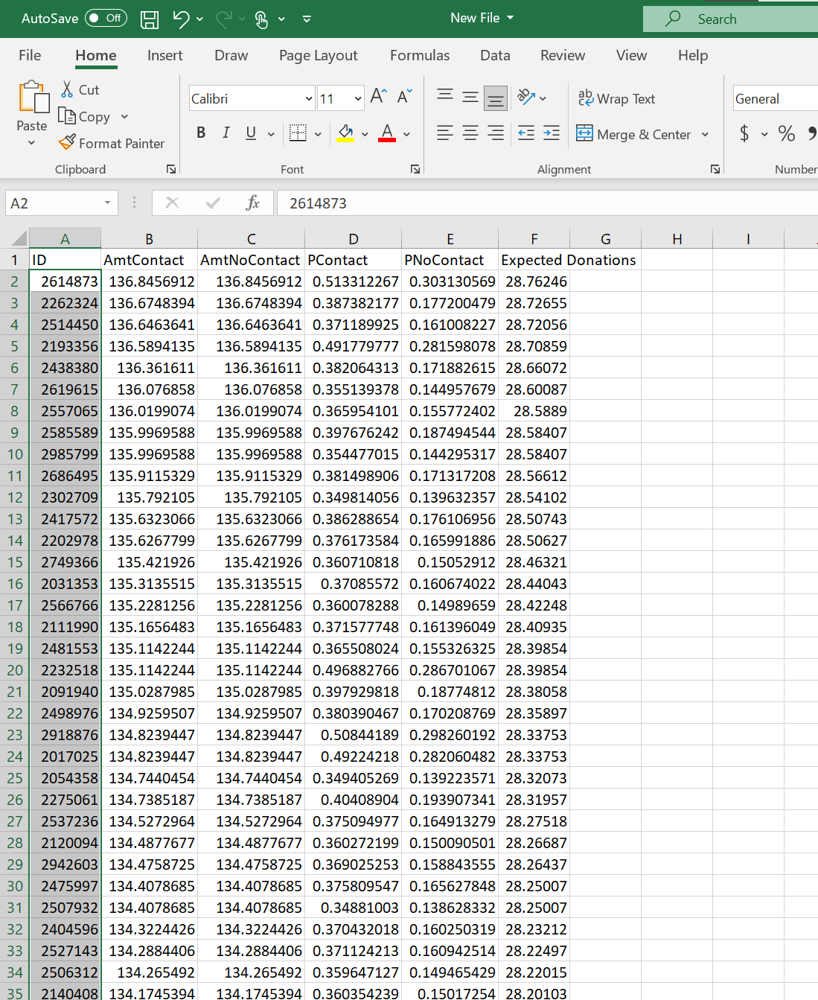 AutoSave Off New File Search
File Home Insert Draw Page Layout Formulas Data Review View Help
Paste
Cut
Copy
Format Painter
Clipboard
Calibri 11 A A
B I U A
Font
ab Wrap Text
Merge & Center
Alignment
General
$ % 9
Number
A2 fx 2614873
A B C D E F G H I
1 ID AmtContact AmtNoContact PContact PNoContact Expected Donations
2 2614873 136.8456912 136.8456912 0.513312267 0.303130569 28.76246
3 2262324 136.6748394 136.6748394 0.387382177 0.177200479 28.72655
4 2514450 136.6463641 136.6463641 0.371189925 0.161008227 28.72056
5 2193356 136.5894135 136.5894135 0.491779777 0.281598078 28.70859
6 2438380 136.361611 136.361611 0.382064313 0.171882615 28.66072
7 2619615 136.076858 136.076858 0.355139378 0.144957679 28.60087
8 2557065 136.0199074 136.0199074 0.365954101 0.155772402 28.5889
9 2585589 135.9969588 135.9969588 0.397676242 0.187494544 28.58407
10 2985799 135.9969588 135.9969588 0.354477015 0.144295317 28.58407
11 2686495 135.9115329 135.9115329 0.381498906 0.171317208 28.56612
12 2302709 135.792105 135.792105 0.349814056 0.139632357 28.54102
13 2417572 135.6323066 135.6323066 0.386288654 0.176106956 28.50743
14 2202978 135.6267799 135.6267799 0.376173584 0.165991886 28.50627
15 2749366 135.421926 135.421926 0.360710818 0.15052912 28.46321
16 2031353 135.3135515 135.3135515 0.37085572 0.160674022 28.44043
17 2566766 135.2281256 135.2281256 0.360078288 0.14989659 28.42248
18 2111990 135.1656483 135.1656483 0.371577748 0.161396049 28.40935
19 2481553 135.1142244 135.1142244 0.365508024 0.155326325 28.39854
20 2232518 135.1142244 135.1142244 0.496882766 0.286701067 28.39854
21 2091940 135.0287985 135.0287985 0.397929818 0.18774812 28.38058
22 2498976 134.9259507 134.9259507 0.380390467 0.170208769 28.35897
23 2918876 134.8239447 134.8239447 0.50844189 0.298260192 28.33753
24 2017025 134.8239447 134.8239447 0.49224218 0.282060482 28.33753
25 2054358 134.7440454 134.7440454 0.349405269 0.139223571 28.32073
26 2275061 134.7385187 134.7385187 0.40408904 0.193907341 28.31957
27 2537236 134.5272964 134.5272964 0.375094977 0.164913279 28.27518
28 2120094 134.4877677 134.4877677 0.360272199 0.150090501 28.26687
29 2942603 134.4758725 134.4758725 0.369025253 0.158843555 28.26437
30 2475997 134.4078685 134.4078685 0.375809547 0.165627848 28.25007
31 2507932 134.4078685 134.4078685 0.34881003 0.138628332 28.25007
32 2404596 134.3224426 134.3224426 0.370432018 0.160250319 28.23212
33 2527143 134.2884406 134.2884406 0.371124213 0.160942514 28.22497
34 2506312 134.265492 134.265492 0.359647127 0.149465429 28.22015
35 2140408 134.1745394 134.1745394 0.360354239 0.15017254 28.20103